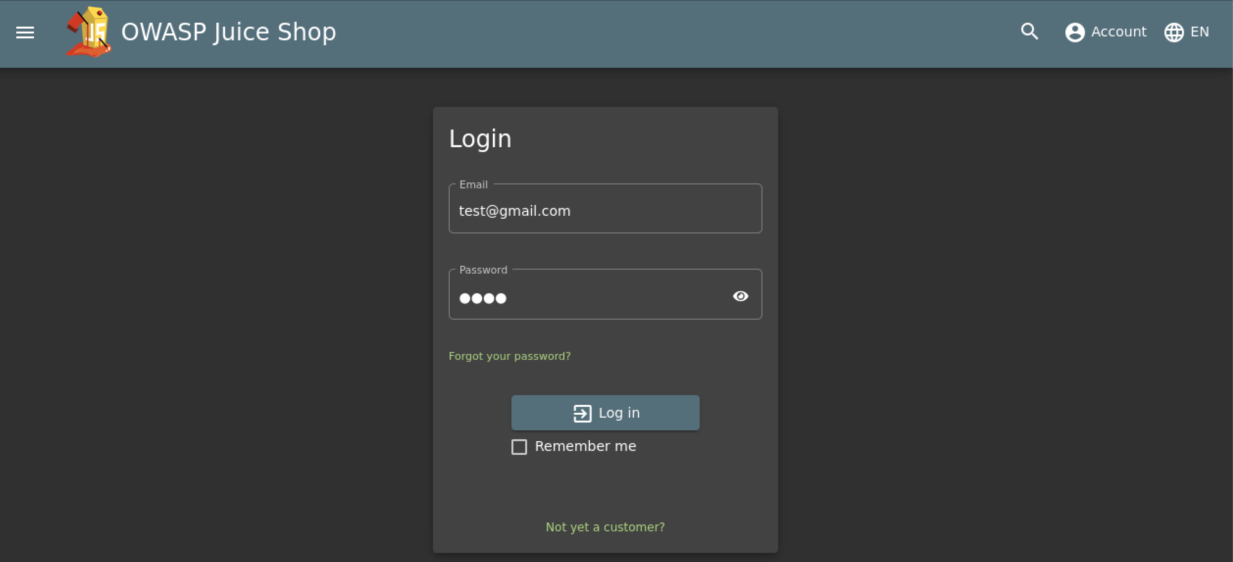 OWASP Juice Shop
Account
EN
Login
Email
test@gmail.com
Password
●●●●
Forgot your password?
Log in
Remember me
Not yet a customer?